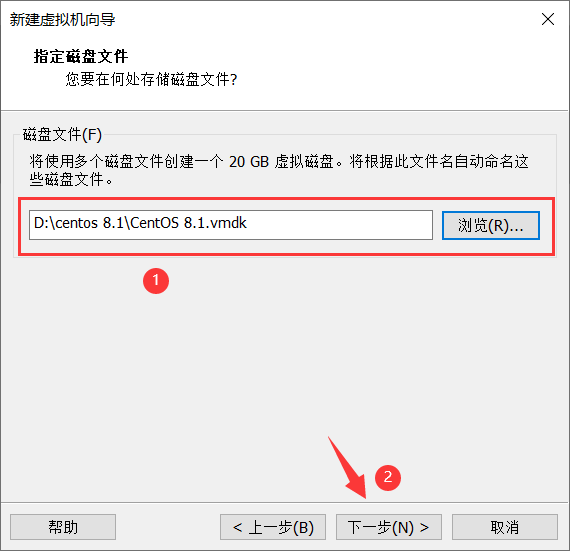 新建虚拟机向导
指定磁盘文件
您要在何处存储磁盘文件?
磁盘文件(F)
将使用多个磁盘文件创建一个 20 GB 虚拟磁盘。将根据此文件名自动命名这
些磁盘文件。
D:\centos 8.1\CentOS 8.1.vmdk
浏览(R)...
1
2
帮助
< 上一步(B)
下一步(N) >
取消